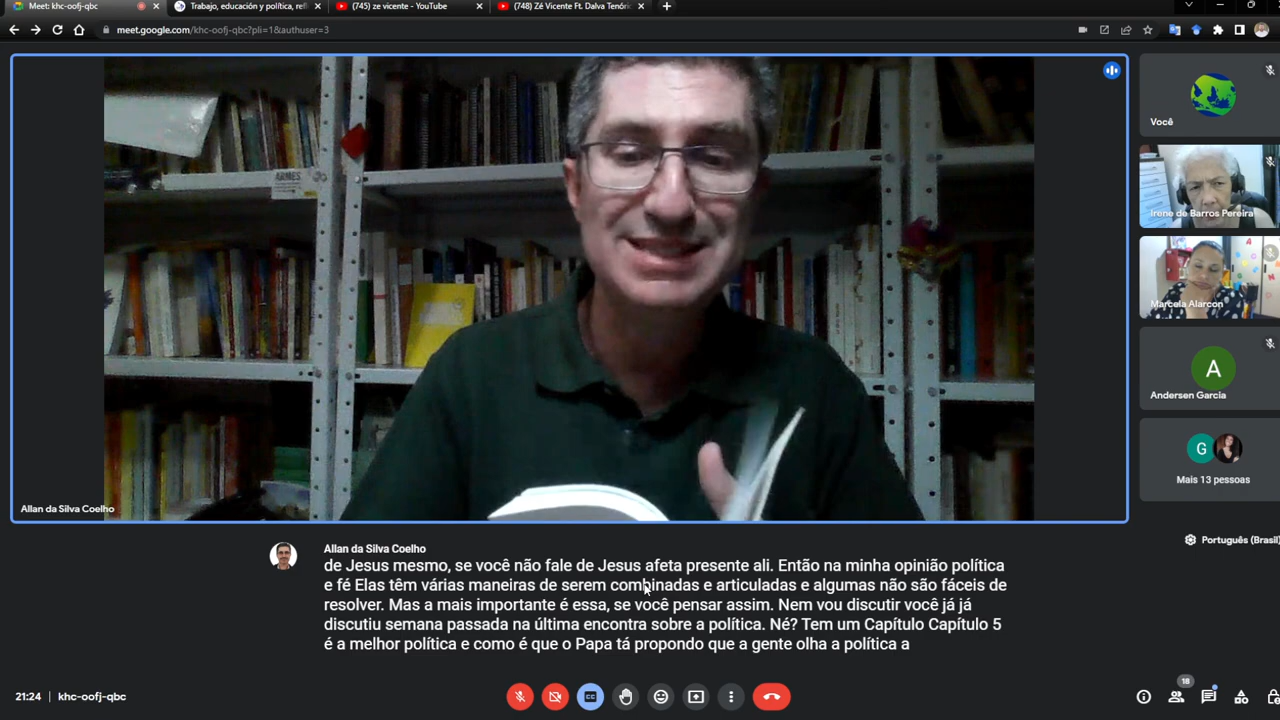 Meet: khc-oofj-qbc
Trabajo, educación y política, refl
(745) ze vicente - YouTube
(748) Zé Vicente Ft. Dalva Tenóri
meet.google.com/khc-oofj-qbc?pli=1&authuser=3
ARMES
Você
Irene de Barros Pereira
Marcela Alarcon
A
Andersen Garcia
G
Mais 13 pessoas
Allan da Silva Coelho
Português (Brasil)
Allan da Silva Coelho
de Jesus mesmo, se você não fale de Jesus afeta presente ali. Então na minha opinião política
e fé Elas têm várias maneiras de serem combinadas e articuladas e algumas não são fáceis de
resolver. Mas a mais importante é essa, se você pensar assim. Nem vou discutir você já já
discutiu semana passada na última encontra sobre a política. Né? Tem um Capítulo Capítulo 5
é a melhor política e como é que o Papa tá propondo que a gente olha a política a
21:24
khc-oofj-qbc
18